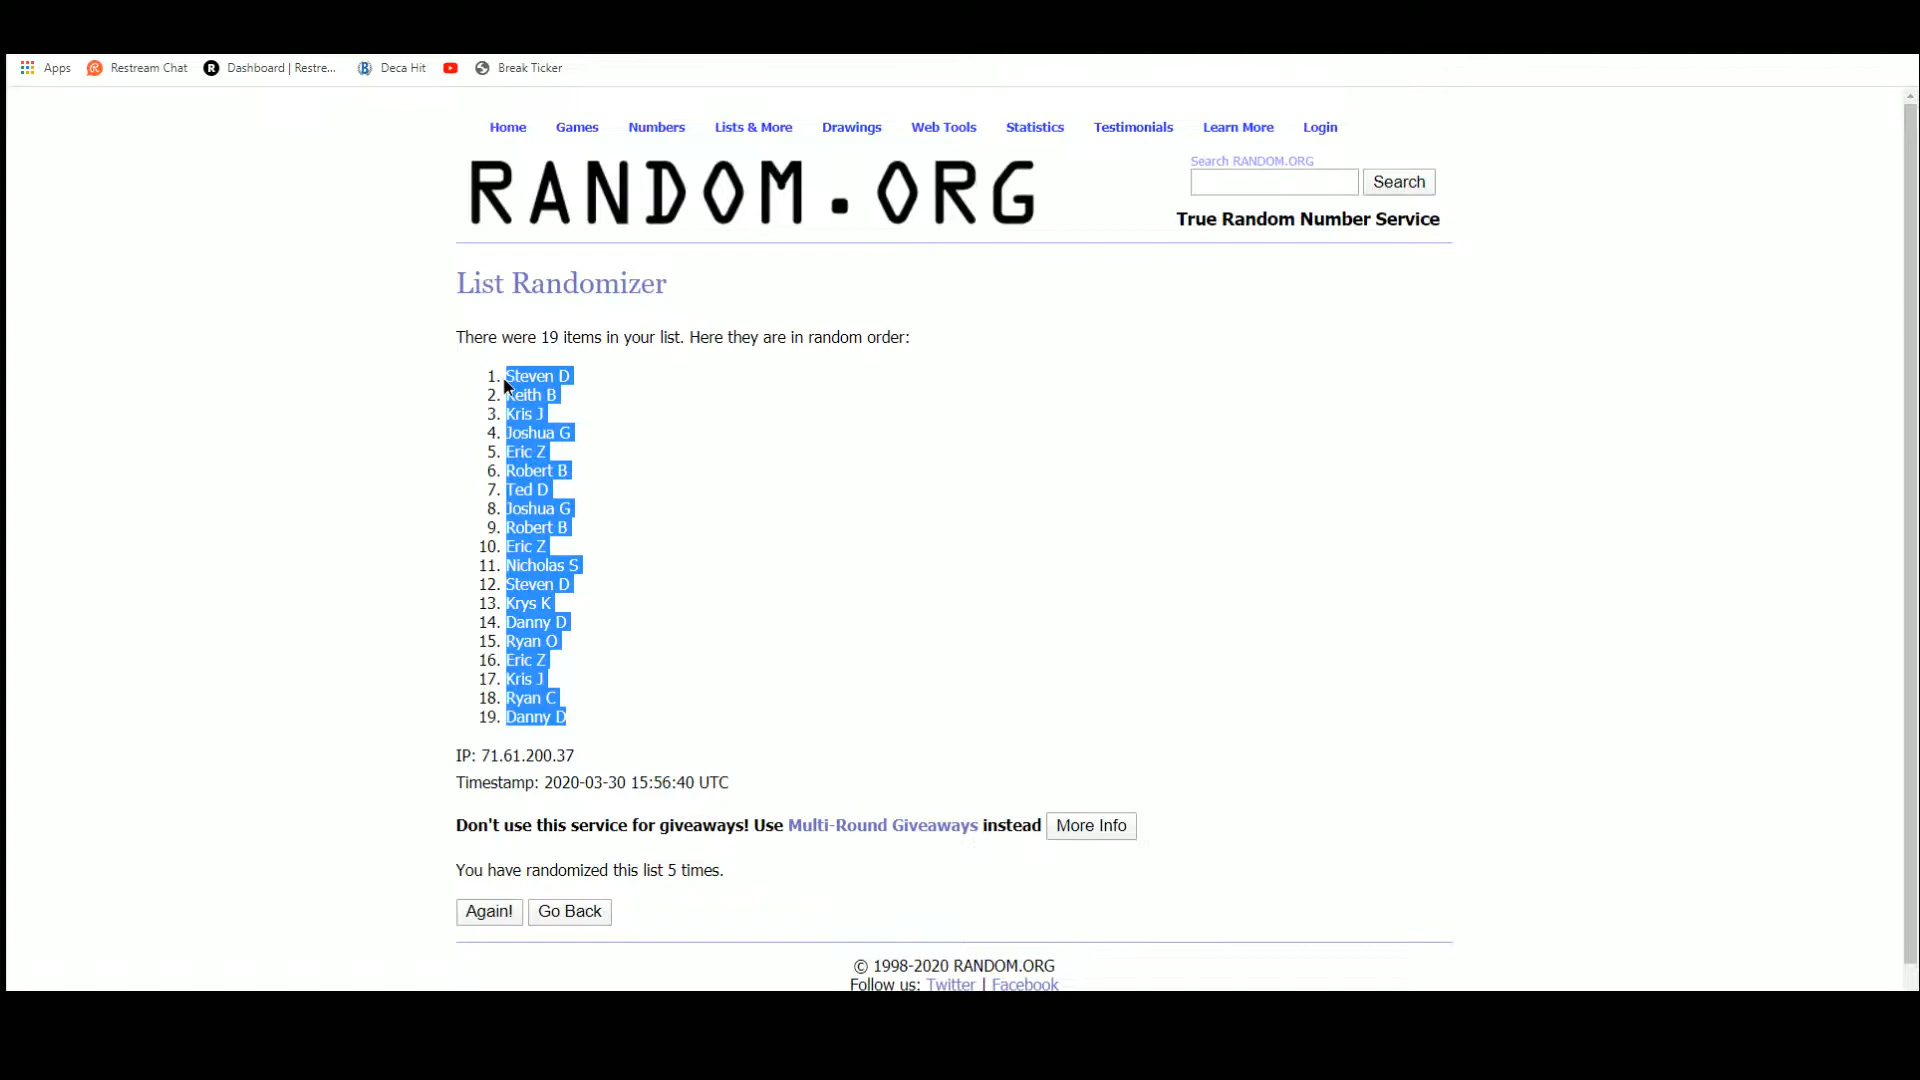 Apps Restream Chat Dashboard | Restre... Deca Hit Break Ticker
Home Games Numbers Lists & More Drawings Web Tools Statistics Testimonials Learn More Login
RANDOM.ORG
Search RANDOM.ORG
Search
True Random Number Service
List Randomizer
There were 19 items in your list. Here they are in random order:
1. Steven D
2. Keith B
3. Kris J
4. Joshua G
5. Eric Z
6. Robert B
7. Ted D
8. Joshua G
9. Robert B
10. Eric Z
11. Nicholas S
12. Steven D
13. Krys K
14. Danny D
15. Ryan O
16. Eric Z
17. Kris J
18. Ryan C
19. Danny D
IP: 71.61.200.37
Timestamp: 2020-03-30 15:56:40 UTC
Don't use this service for giveaways! Use Multi-Round Giveaways instead More Info
You have randomized this list 5 times.
Again! Go Back
© 1998-2020 RANDOM.ORG
Follow us: Twitter | Facebook